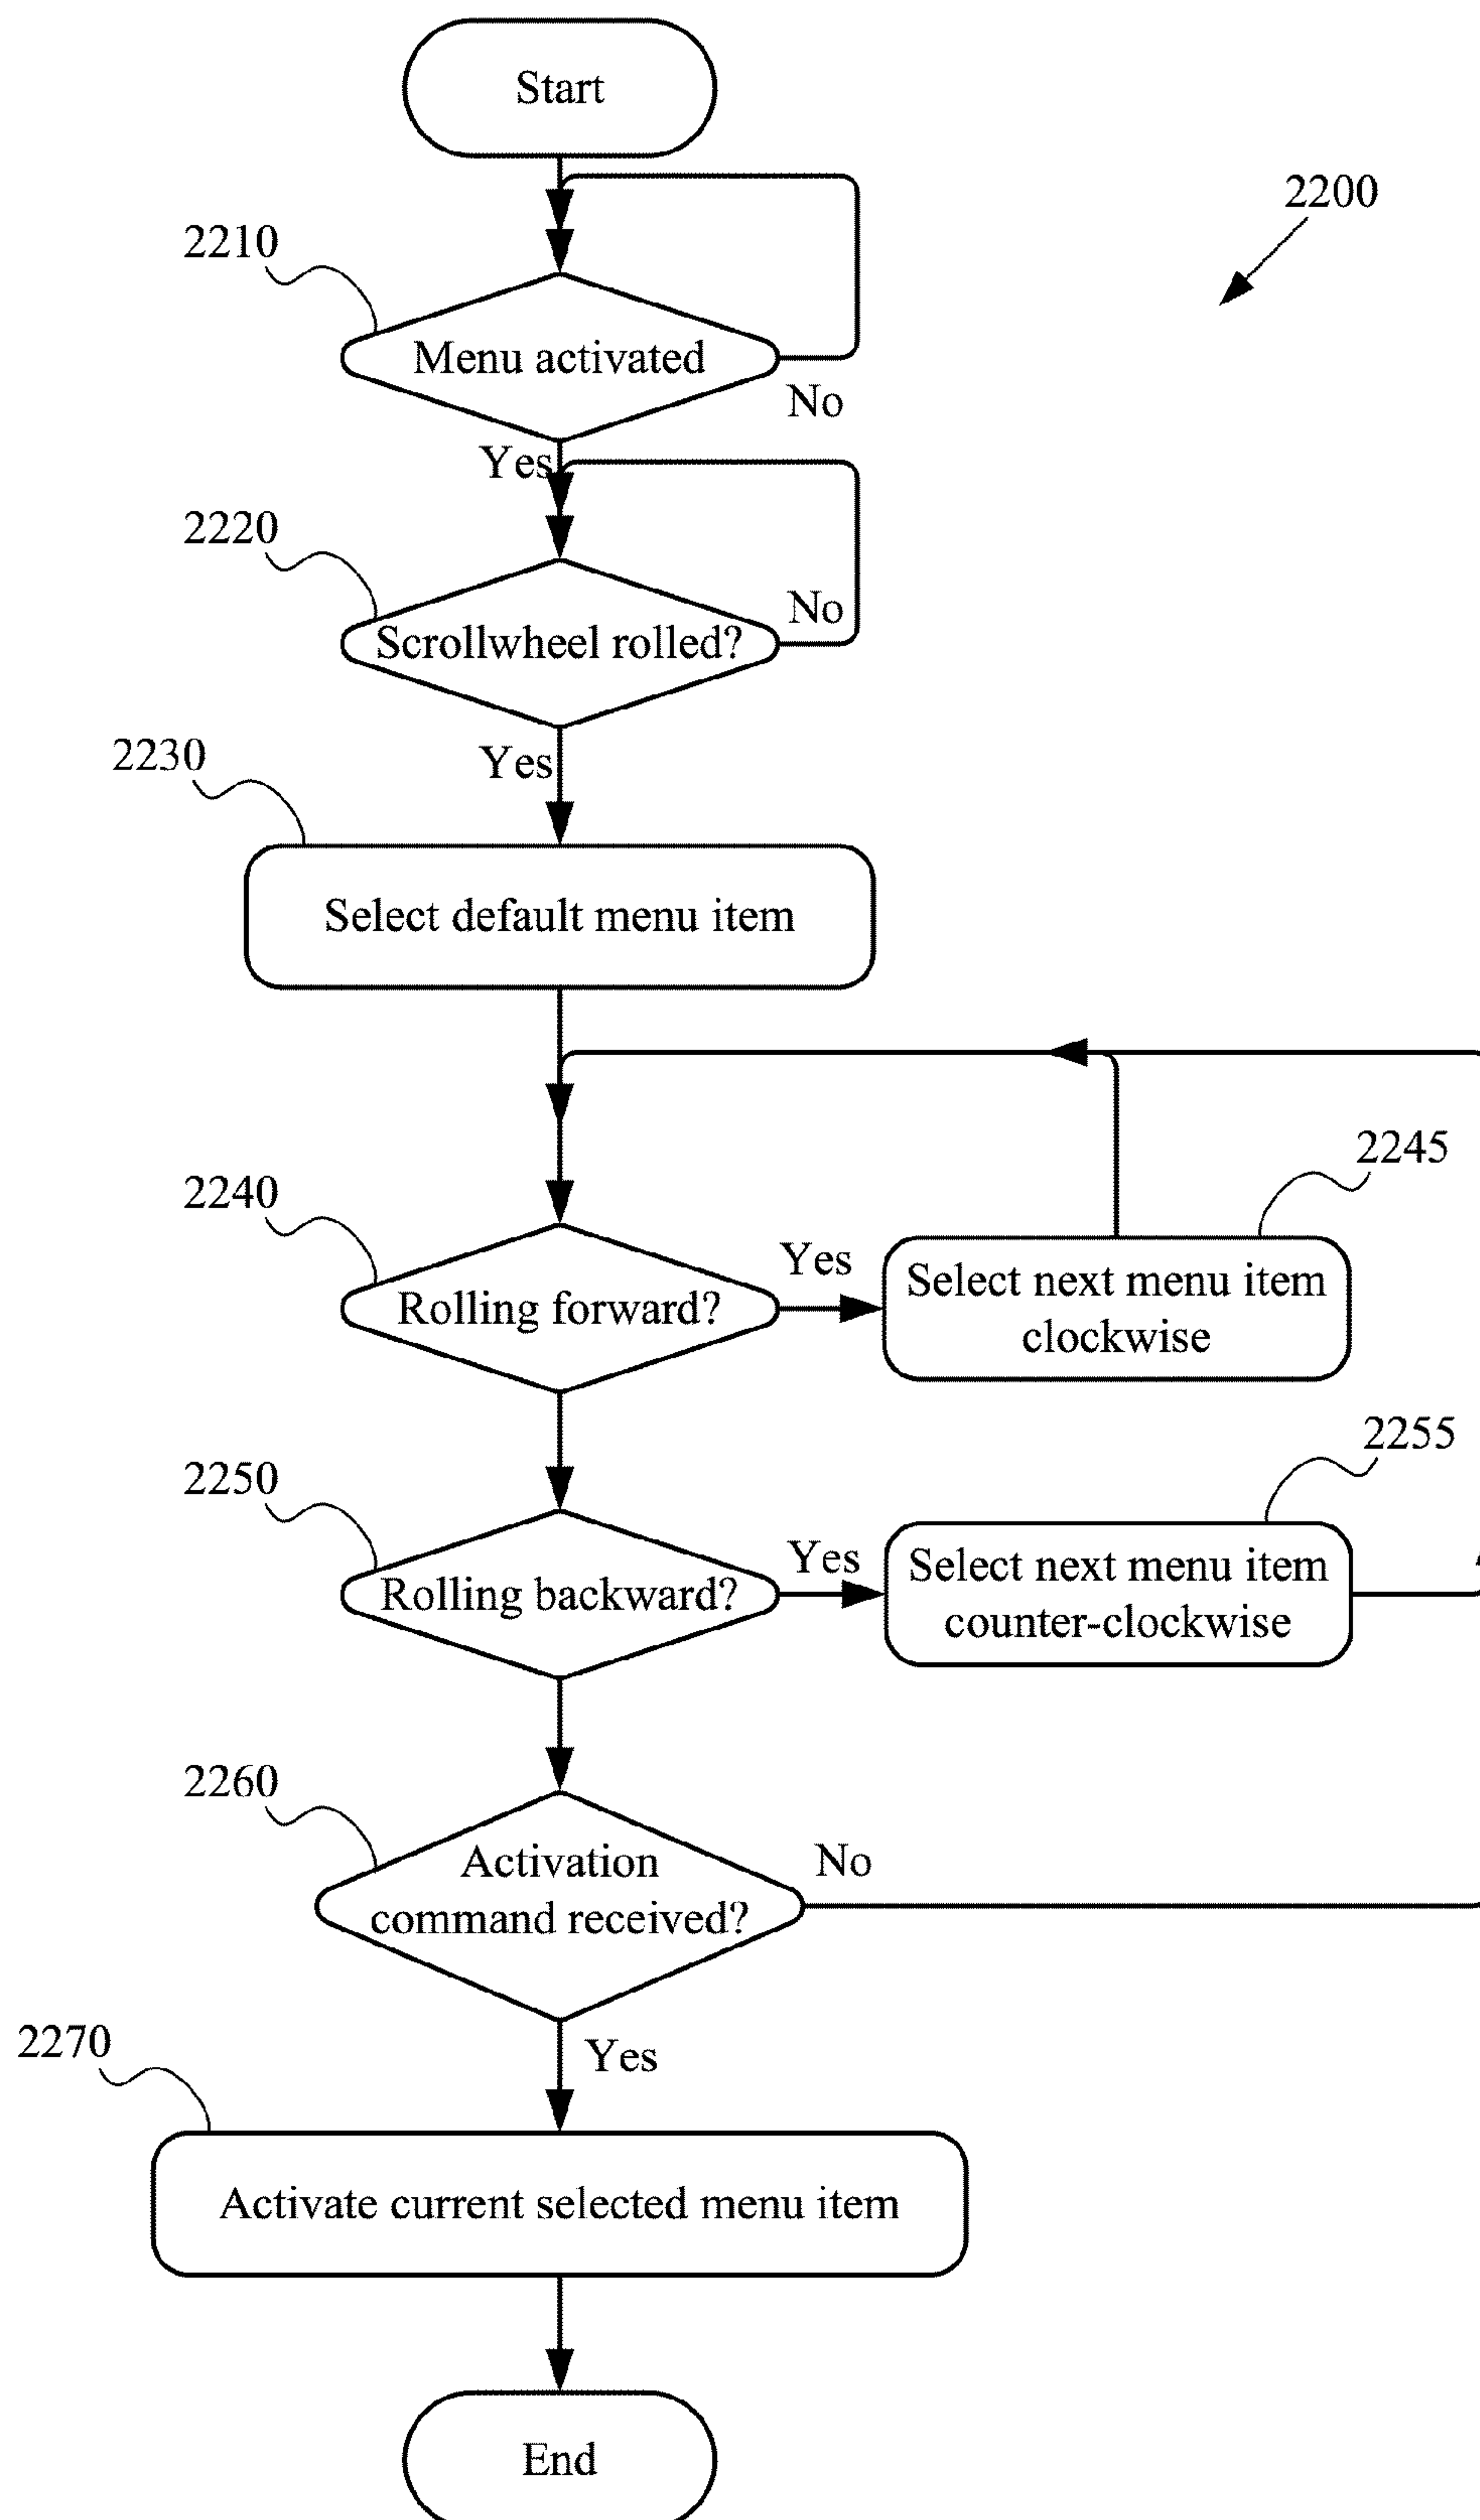 Start
2200
2210
Menu activated
No
Yes
2220
No
Scrollwheel rolled?
2230
Yes
Select default menu item
2245
2240
Yes
Select next menu item
clockwise
Rolling forward?
2255
2250
Yes
Select next menu item
counter-clockwise
Rolling backward?
2260
Activation
command received?
No
2270
Yes
Activate current selected menu item
End